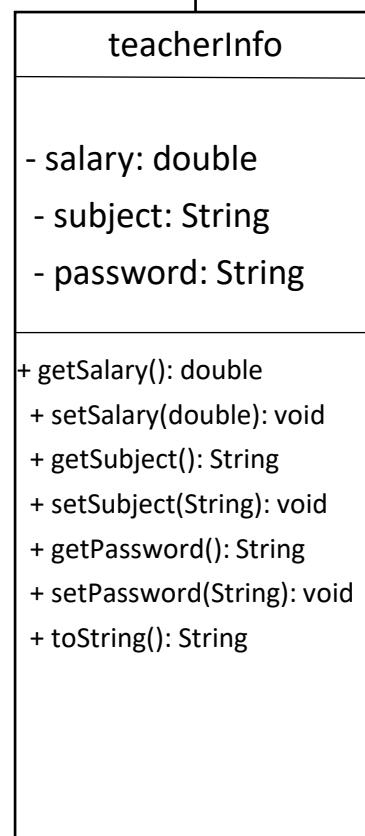 teacherInfo
- salary: double
- subject: String
- password: String
+ getSalary(): double
+ setSalary(double): void
+ getSubject(): String
+ setSubject(String): void
+ getPassword(): String
+ setPassword(String): void
+ toString(): String